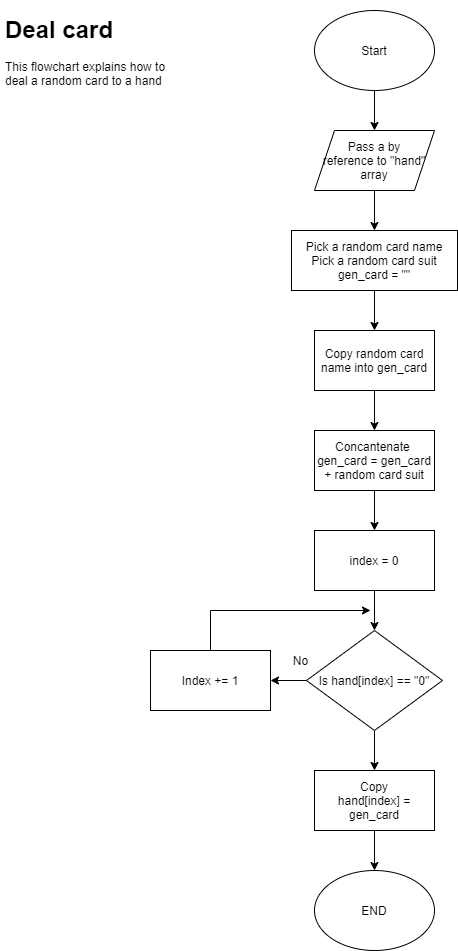 Deal card
This flowchart explains how to
deal a random card to a hand
Start
Pass a by
reference to "hand"
array
Pick a random card name
Pick a random card suit
gen_card = ""
Copy random card
name into gen_card
Concantenate
gen_card = gen_card
+ random card suit
index = 0
No
Index += 1
Is hand[index] == "0"
Copy
hand[index] =
gen_card
END